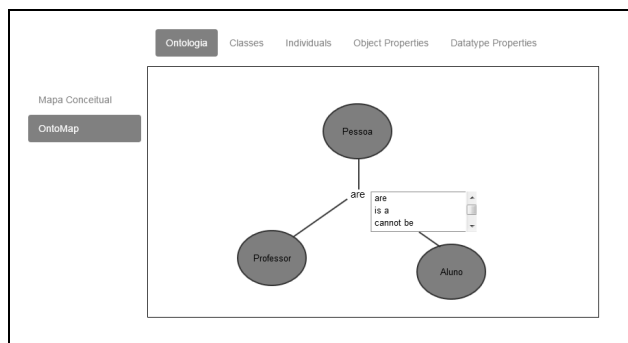 Ontologia Classes Individuals Object Properties Datatype Properties
Mapa Conceitual
OntoMap
Pessoa
are
are
is a
cannot be
Professor
Aluno